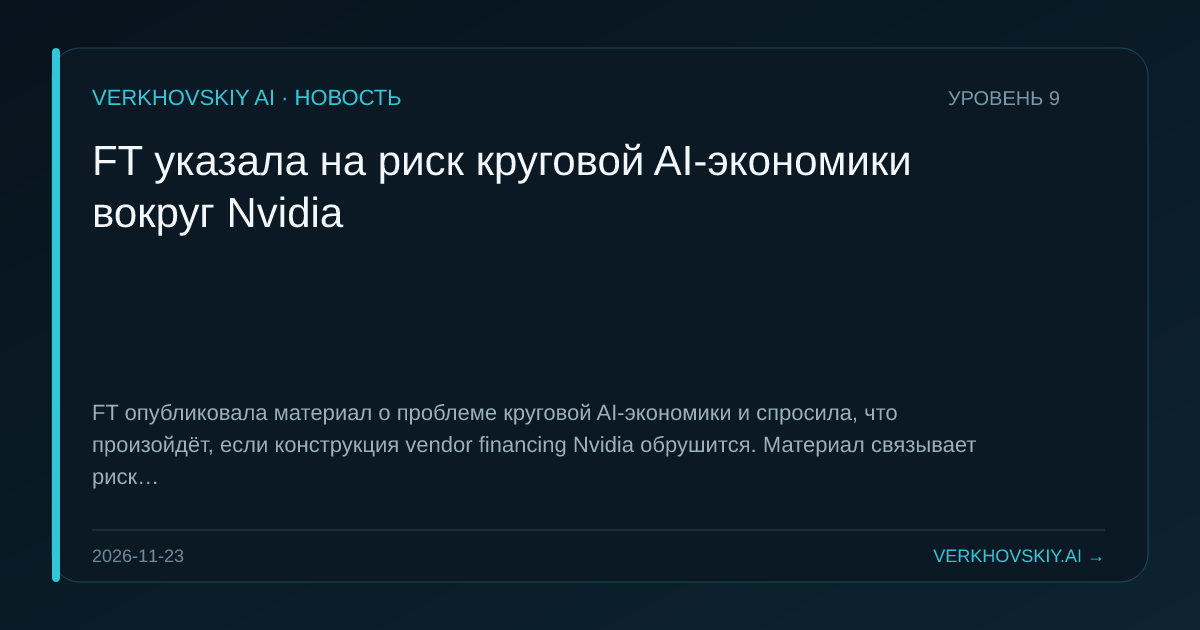 VERKHOVSKIY AI · НОВОСТЬ
УРОВЕНЬ 9
FT указала на риск круговой AI-экономики
вокруг Nvidia
FT опубликовала материал о проблеме круговой AI-экономики и спросила, что
произойдёт, если конструкция vendor financing Nvidia обрушится. Материал связывает
риск…
2026-11-23
VERKHOVSKIY.AI →